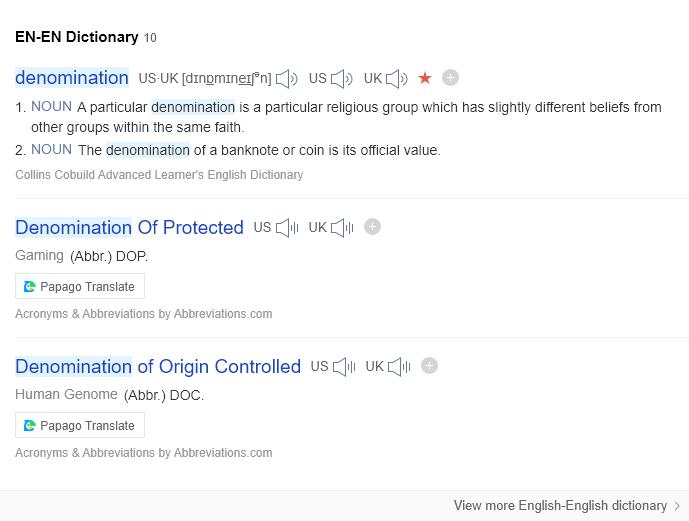 EN-EN Dictionary 10
denomination US·UK [dɪnɒmɪneɪʃᵊn] US UK
1. NOUN A particular denomination is a particular religious group which has slightly different beliefs from
other groups within the same faith.
2. NOUN The denomination of a banknote or coin is its official value.
Collins Cobuild Advanced Learner's English Dictionary
Denomination Of Protected US UK
Gaming (Abbr.) DOP.
Papago Translate
Acronyms & Abbreviations by Abbreviations.com
Denomination of Origin Controlled US UK
Human Genome (Abbr.) DOC.
Papago Translate
Acronyms & Abbreviations by Abbreviations.com
View more English-English dictionary